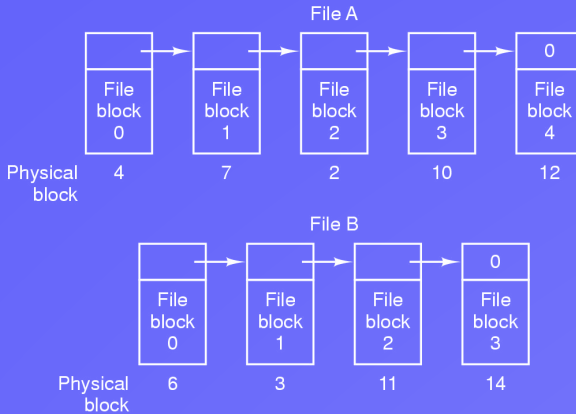 File A
0
File block 0
File block 1
File block 2
File block 3
File block 4
Physical block
4 7 2 10 12
File B
0
File block 0
File block 1
File block 2
File block 3
Physical block
6 3 11 14